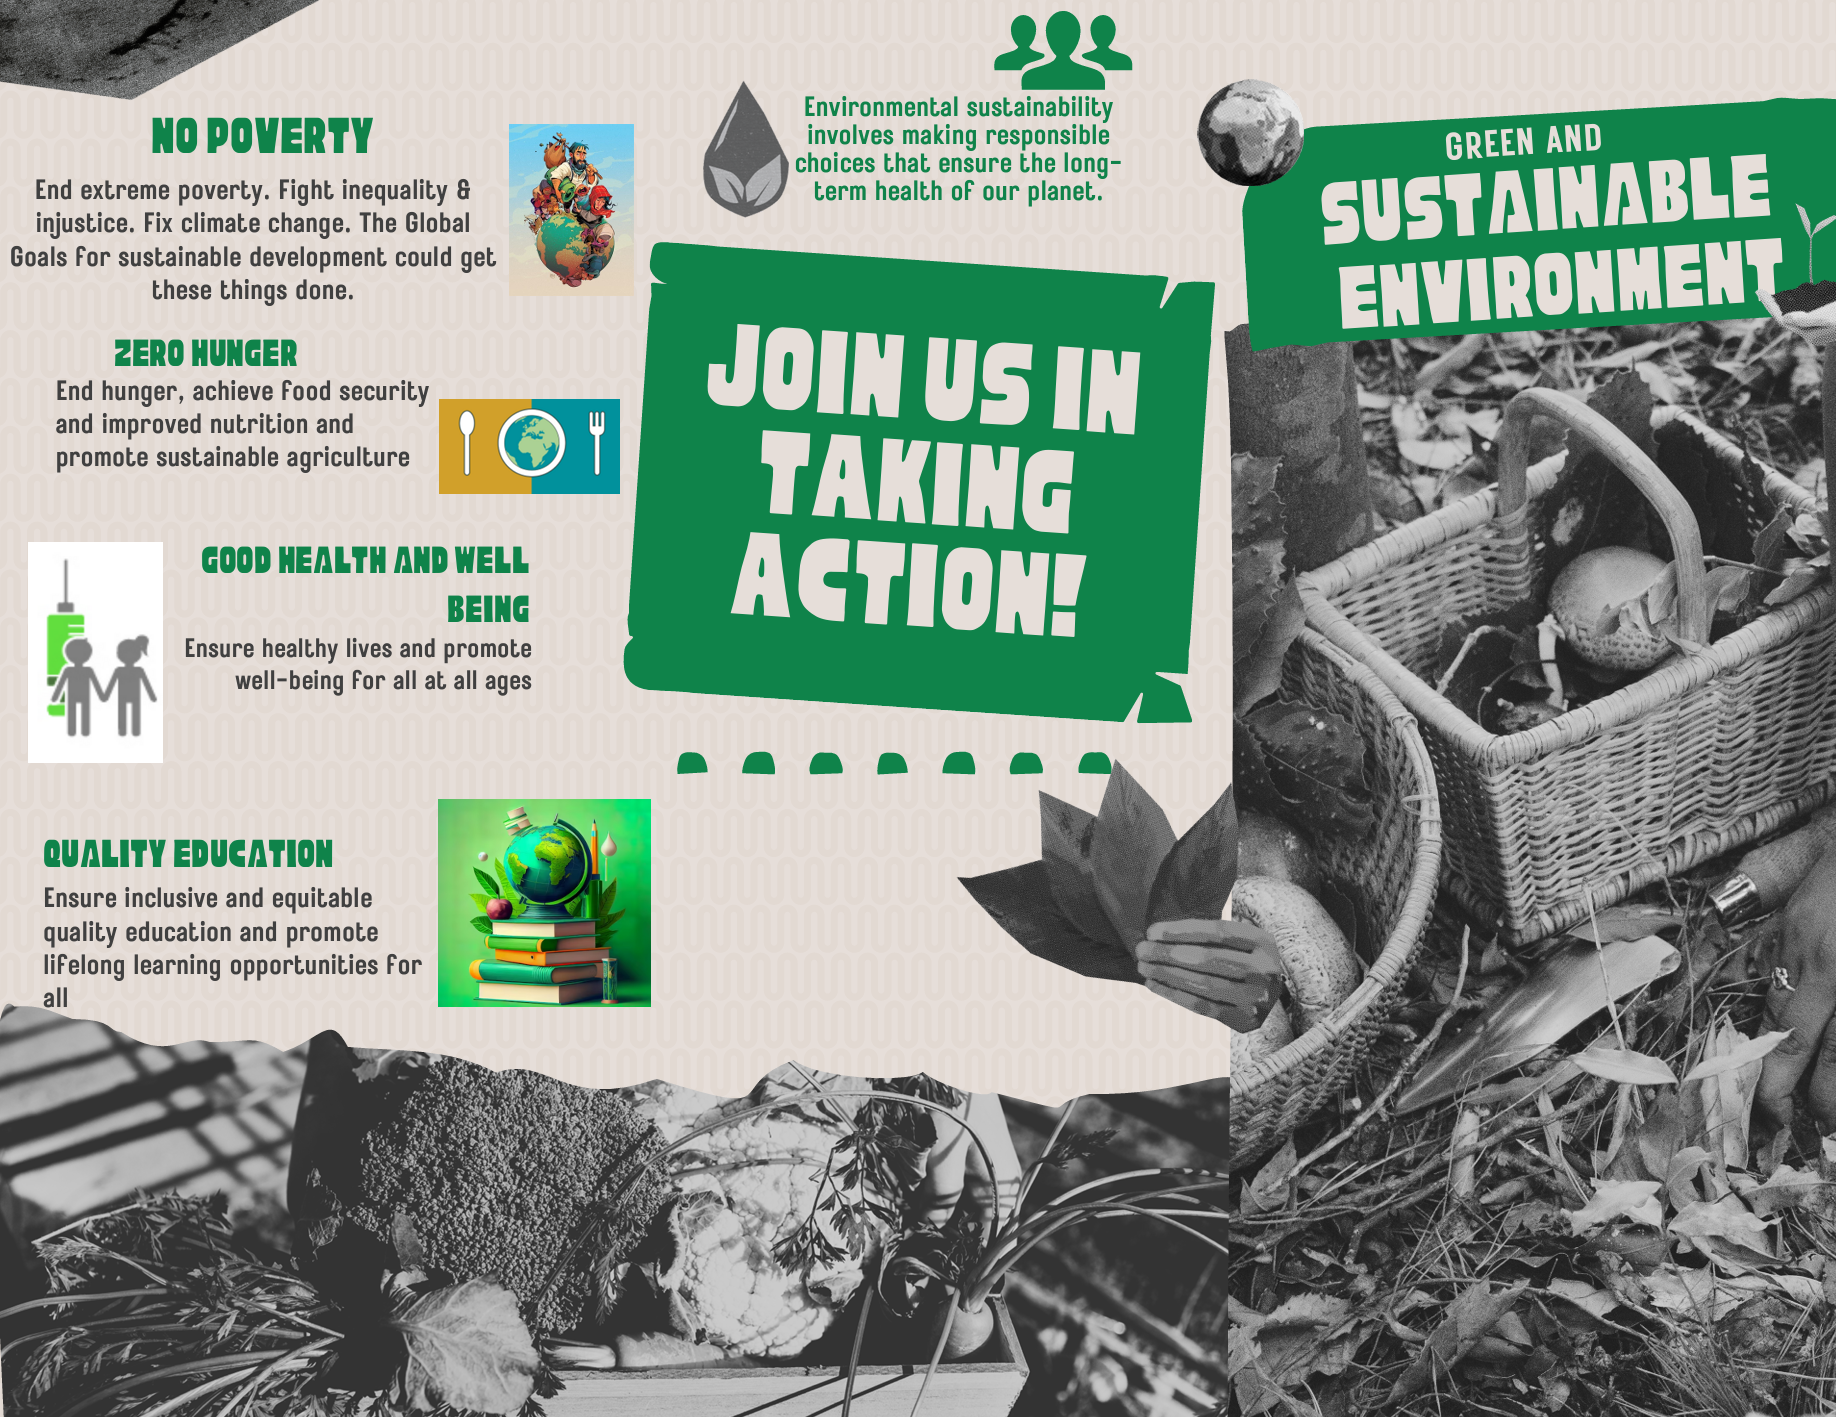 NO POVERTY
End extreme poverty. Fight inequality &
injustice. Fix climate change. The Global
Goals for sustainable development could get
these things done.
ZERO HUNGER
End hunger, achieve food security
and improved nutrition and
promote sustainable agriculture
GOOD HEALTH AND WELL
BEING
Ensure healthy lives and promote
well-being for all at all ages
QUALITY EDUCATION
Ensure inclusive and equitable
quality education and promote
lifelong learning opportunities for
all
Environmental sustainability
involves making responsible
choices that ensure the long-
term health of our planet.
JOIN US IN
TAKING
ACTION!
GREEN AND
SUSTAINABLE
ENVIRONMENT